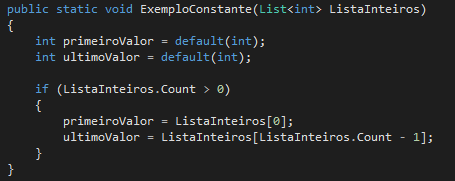 public static void ExemploConstante(List<int> ListaInteiros)
{
    int primeiroValor = default(int);
    int ultimoValor = default(int);

    if (ListaInteiros.Count > 0)
    {
        primeiroValor = ListaInteiros[0];
        ultimoValor = ListaInteiros[ListaInteiros.Count - 1];
    }
}